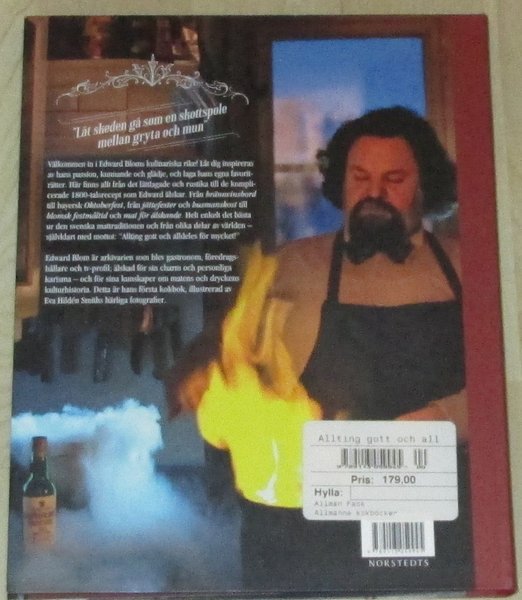 "Låt skeden gå som en skottspole
mellan gryta och mun"
Välkommen in i Edward Bloms kulinariska rike! Låt dig inspireras
av hans passion, kunnande och glädje, och laga hans egna favorit-
rätter. Här finns allt från det lättlagade och rustika till de kompli-
cerade 1800-talsrecept som Edward älskar. Från brännvinsbord
till bayersk Oktoberfest, från jättefester och husmanskost till
blomsk festmåltid och mat för älskande. Helt enkelt det bästa
ur den svenska mattraditionen och från olika delar av världen –
självklart med mottot: "Allting gott och alldeles för mycket!"
Edward Blom är arkivarien som blev gastronom, föredrags-
hållare och tv-profil, älskad för sin charm och personliga
karisma – och för sina kunskaper om matens och dryckens
kulturhistoria. Detta är hans första kokbok, illustrerad av
Eva Hildén Smiths härliga fotografier.
Allting gott och all
Pris: 179.00
Hylla:
Allmän Fack
Allmänna kokböcker
NORSTEDTS